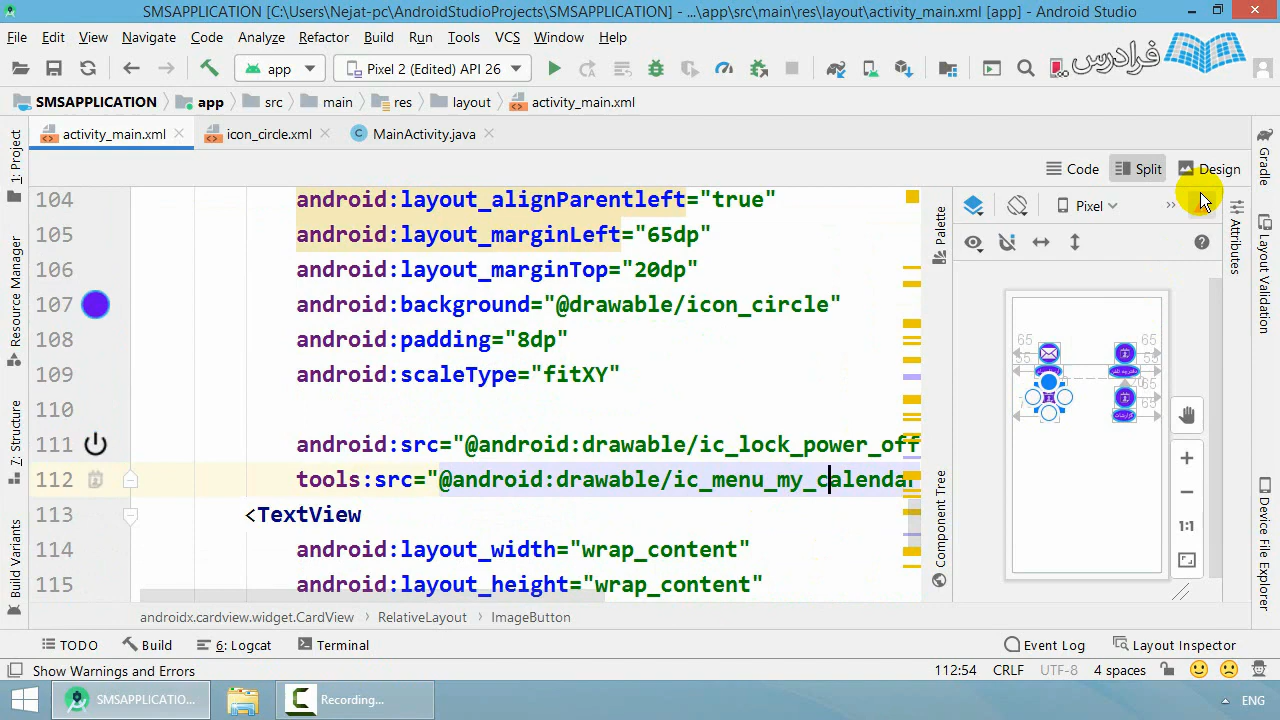 SMSAPPLICATION [C:\Users\Nejat-pc\AndroidStudioProjects\SMSAPPLICATION] - ...\app\src\main\res\layout\activity_main.xml [app] - Android Studio
File Edit View Navigate Code Analyze Refactor Build Run Tools VCS Window Help
app Pixel 2 (Edited) API 26 فرادرس
SMSAPPLICATION app src main res layout activity_main.xml
activity_main.xml icon_circle.xml MainActivity.java
Code Split Design
104 android:layout_alignParentleft="true"
105 android:layout_marginLeft="65dp"
106 android:layout_marginTop="20dp"
107 android:background="@drawable/icon_circle"
108 android:padding="8dp"
109 android:scaleType="fitXY"
110
111 android:src="@android:drawable/ic_lock_power_off
112 tools:src="@android:drawable/ic_menu_my_calendar
113 <TextView
114 android:layout_width="wrap_content"
115 android:layout_height="wrap_content"
androidx.cardview.widget.CardView RelativeLayout ImageButton
1: Project
Resource Manager
7: Structure
Build Variants
Palette
Component Tree
Pixel
65 65
65
65
1:1
Gradle
Attributes
Layout Validation
Device File Explorer
TODO Build 6: Logcat Terminal Event Log Layout Inspector
Show Warnings and Errors 112:54 CRLF UTF-8 4 spaces
SMSAPPLICATIO... Recording... ENG